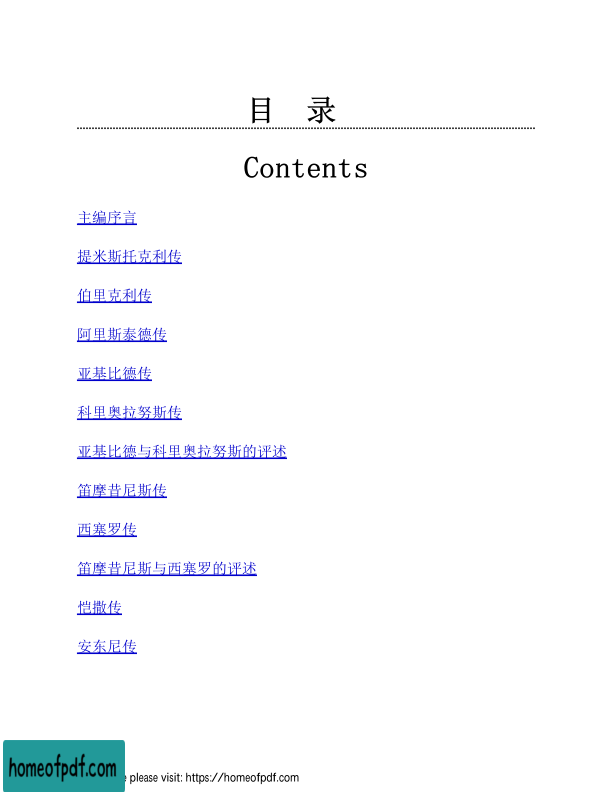 目 录
Contents
主编序言
提米斯托克利传
伯里克利传
阿里斯泰德传
亚基比德传
科里奥拉努斯传
亚基比德与科里奥拉努斯的评述
笛摩昔尼斯传
西塞罗传
笛摩昔尼斯与西塞罗的评述
恺撒传
安东尼传
homeofpdf.com
please visit: https://homeofpdf.com